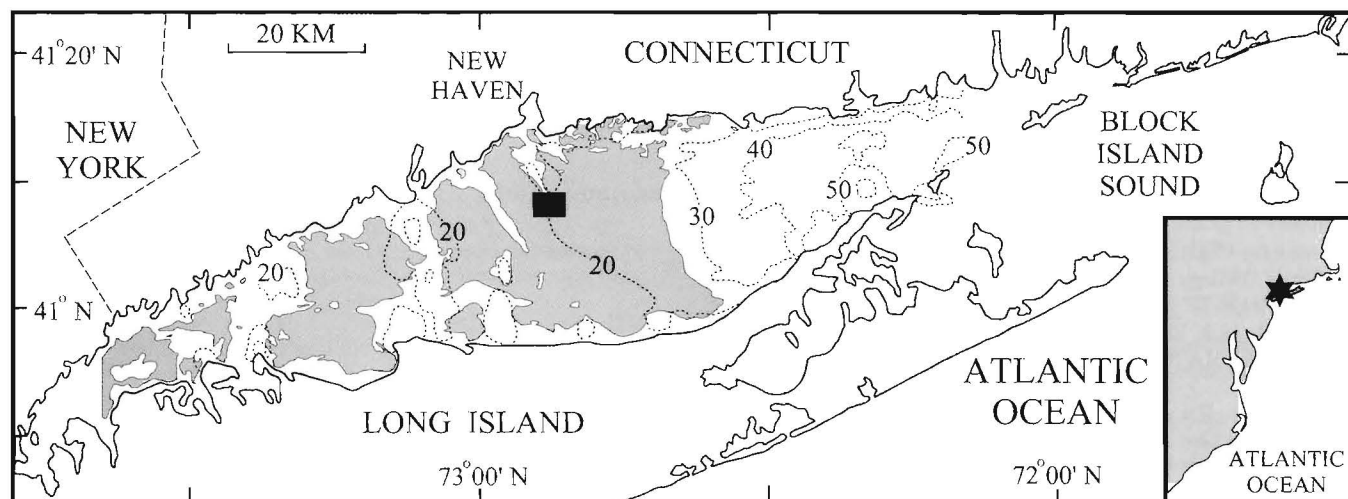 20 KM
41°20' N
CONNECTICUT
NEW
HAVEN
NEW
YORK
BLOCK
ISLAND
SOUND
40
50
50
30
20
20
20
41° N
ATLANTIC
OCEAN
LONG ISLAND
73°00' N
72°00' N
ATLANTIC
OCEAN